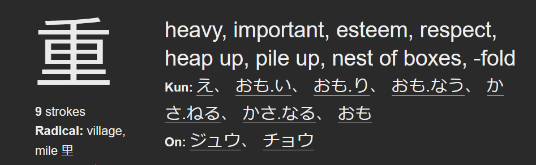 重
9 strokes
Radical: village,
mile 里
heavy, important, esteem, respect,
heap up, pile up, nest of boxes, -fold
Kun: え、 おも.い、 おも.り、 おも.なう、 か
さ.ねる、 かさ.なる、 おも
On: ジュウ、 チョウ